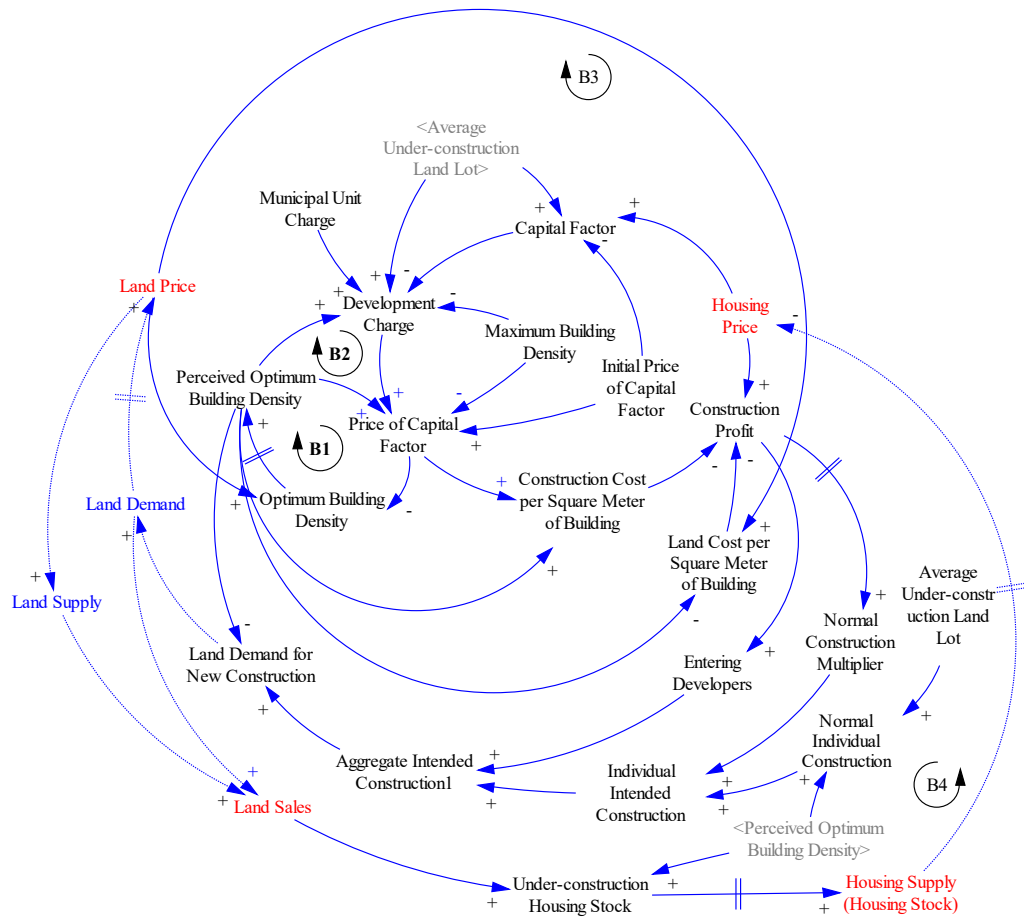 B3
<Average
Under-construction
Land Lot>
Municipal Unit
Charge
+
Capital Factor
+
-
+
-
+
Land Price
+
+
+
Development
Charge
-
Housing
Price
-
Maximum Building
Density
B2
Initial Price
of Capital
Factor
Perceived Optimum
Building Density
+
+
-
+
Construction
Profit
+
Price of Capital
Factor
+
B1
-
-
+
Construction Cost
per Square Meter
of Building
Land Demand
+
Optimum Building
Density
-
+
Land Cost per
Square Meter
of Building
+
+
Average
Under-constr
uction Land
Lot
+
Land Supply
+
Normal
Construction
Multiplier
-
-
Land Demand for
New Construction
+
Entering
Developers
+
+
Normal
Individual
Construction
Aggregate Intended
Construction1
+
Individual
Intended
Construction
+
+
+
B4
+
+
Land Sales
+
<Perceived Optimum
Building Density>
Under-construction
Housing Stock
+
+
Housing Supply
(Housing Stock)
+